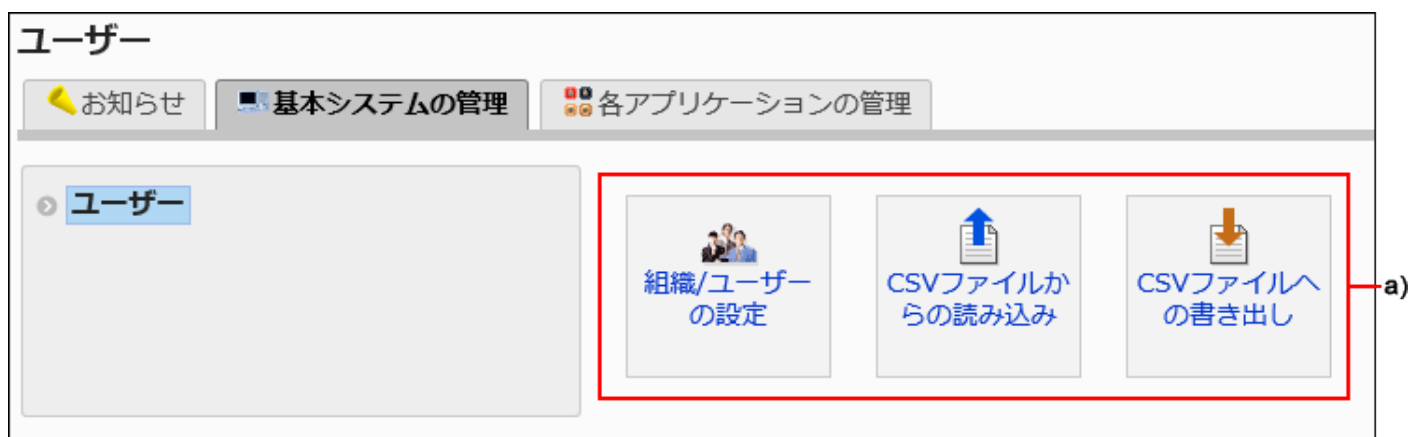 ユーザー
お知らせ
基本システムの管理
各アプリケーションの管理
ユーザー
組織/ユーザー
の設定
CSVファイルか
らの読み込み
CSVファイルへ
の書き出し
a)